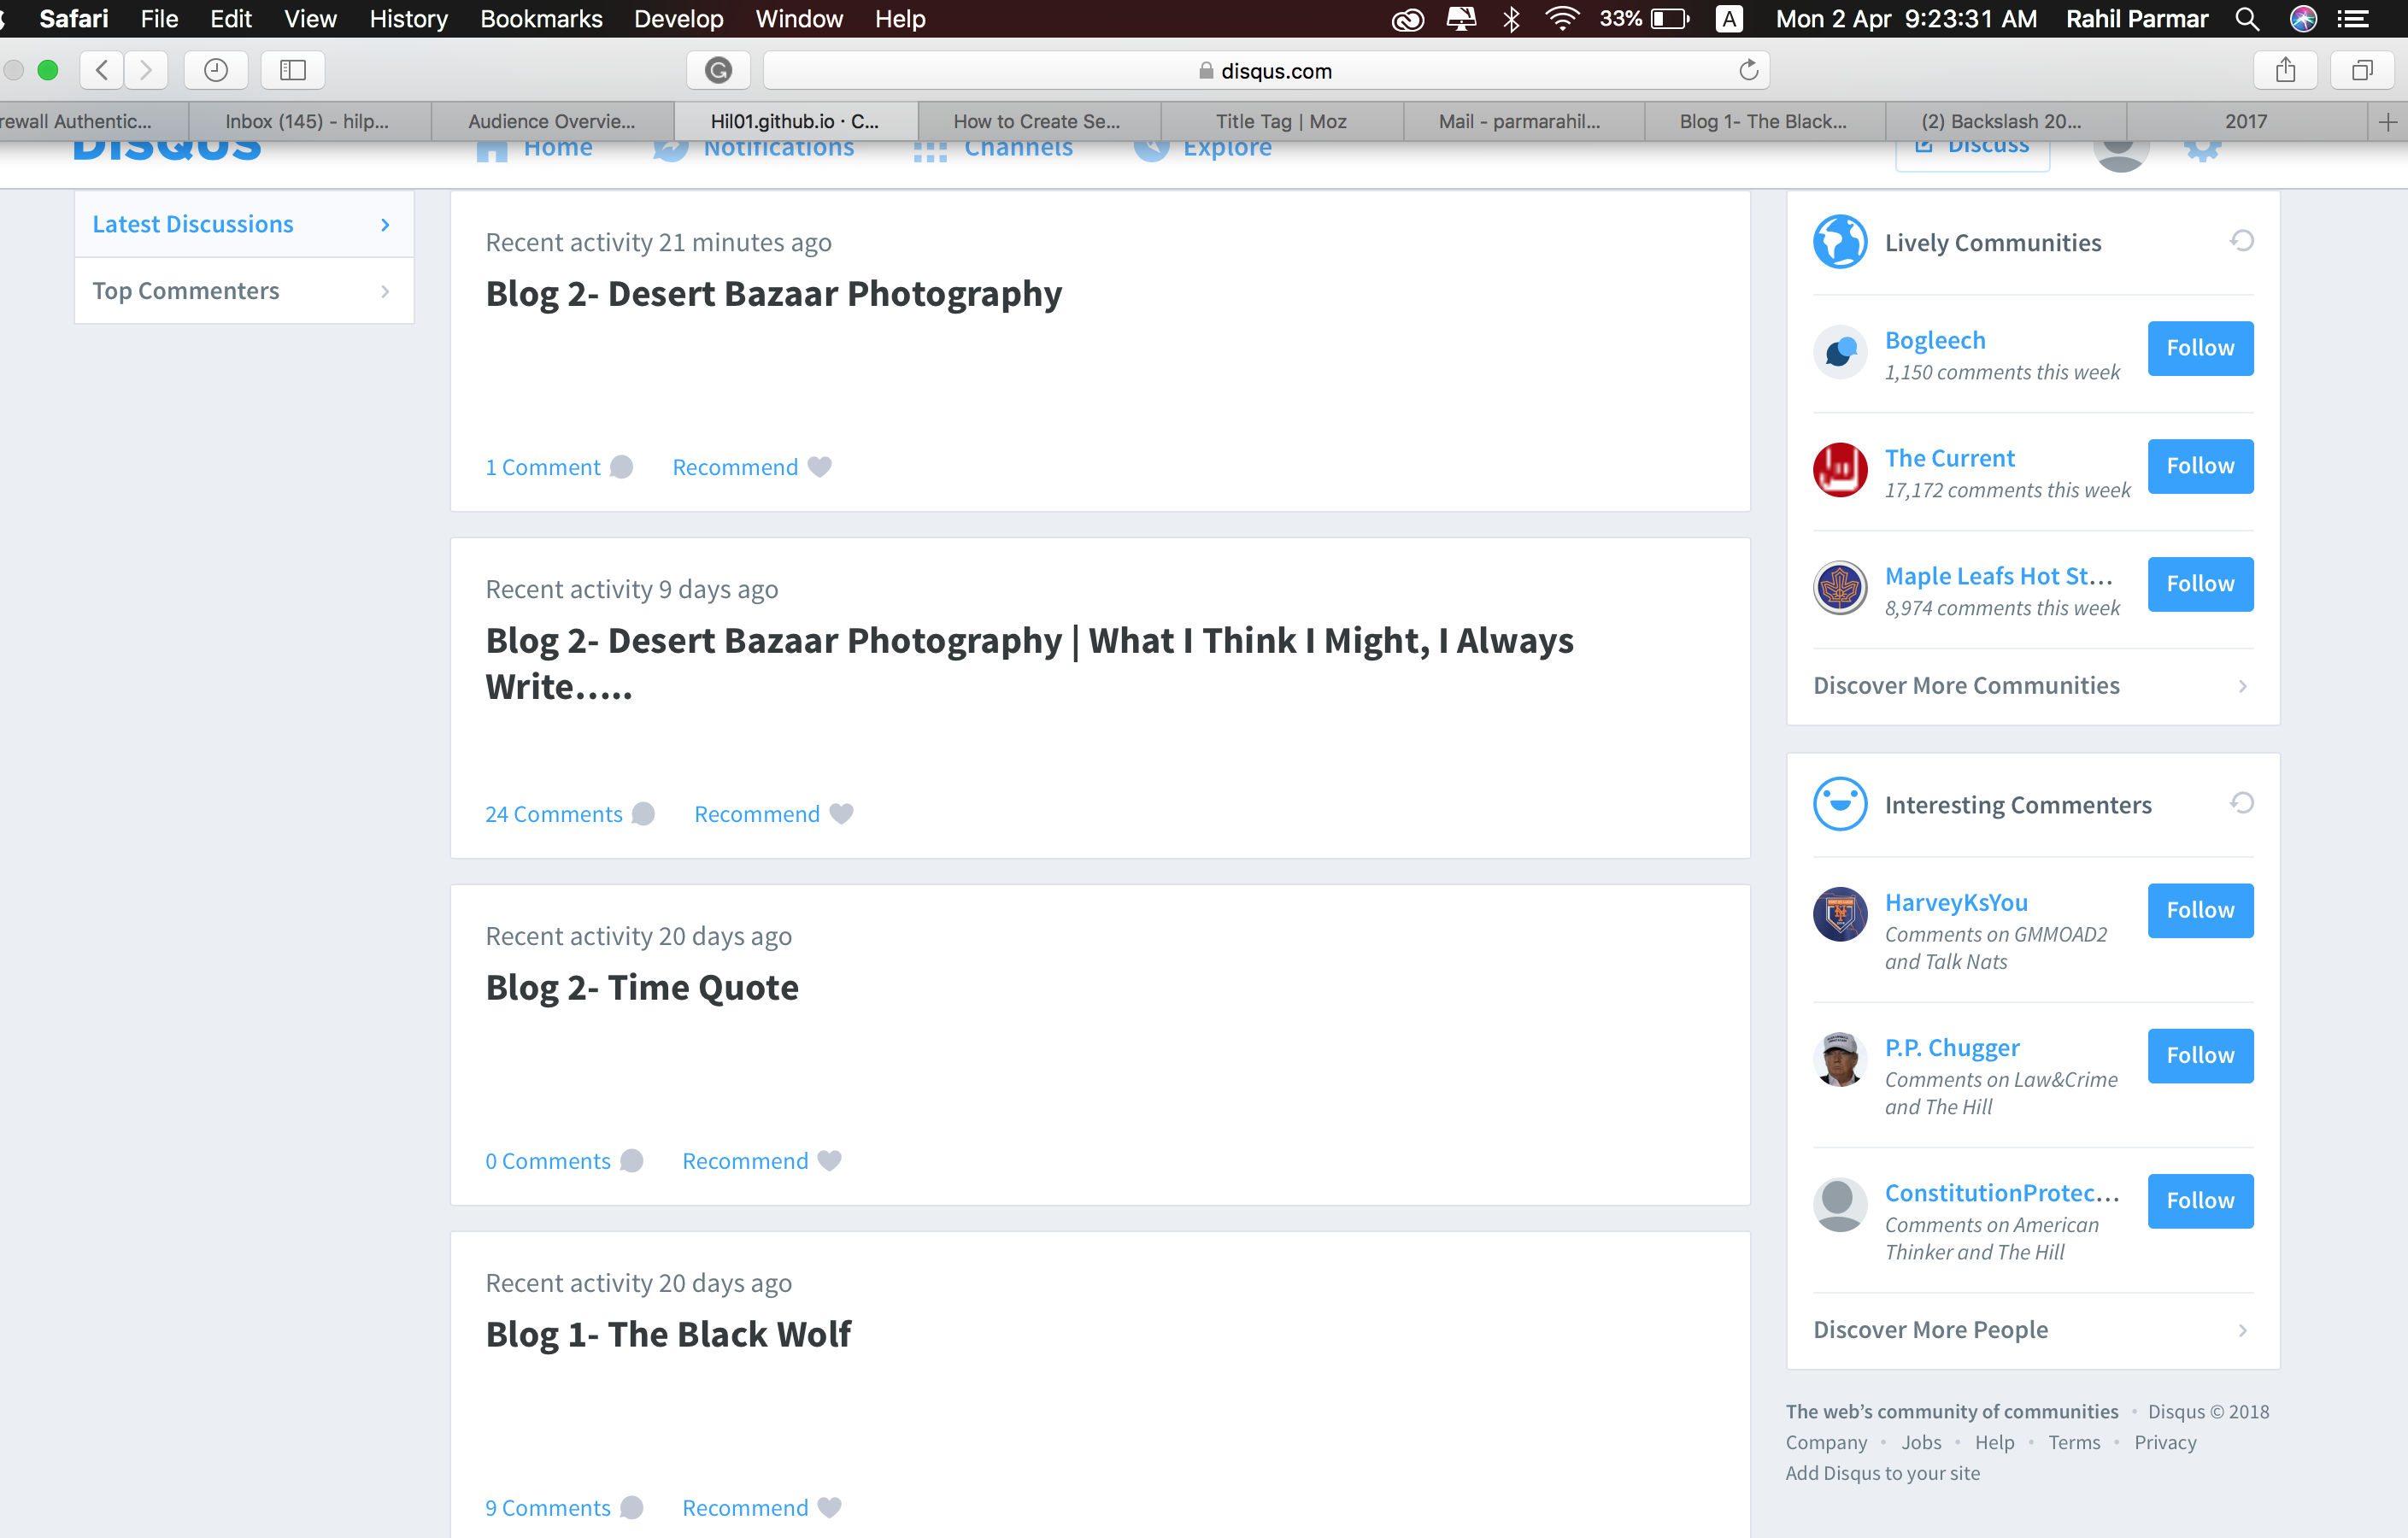 Safari File Edit View History Bookmarks Develop Window Help 33% A Mon 2 Apr 9:23:31 AM Rahil Parmar
disqus.com
rewall Authentic... Inbox (145) - hilp... Audience Overvie... Hil01.github.io · C... How to Create Se... Title Tag | Moz Mail - parmarahil... Blog 1- The Black... (2) Backslash 20... 2017
DISQUS Home Notifications Channels Explore Discuss
Latest Discussions
Top Commenters
Recent activity 21 minutes ago
Blog 2- Desert Bazaar Photography
1 Comment Recommend
Recent activity 9 days ago
Blog 2- Desert Bazaar Photography | What I Think I Might, I Always
Write…..
24 Comments Recommend
Recent activity 20 days ago
Blog 2- Time Quote
0 Comments Recommend
Recent activity 20 days ago
Blog 1- The Black Wolf
9 Comments Recommend
Lively Communities
Bogleech
1,150 comments this week
Follow
The Current
17,172 comments this week
Follow
Maple Leafs Hot St...
8,974 comments this week
Follow
Discover More Communities
Interesting Commenters
HarveyKsYou
Comments on GMMOAD2
and Talk Nats
Follow
P.P. Chugger
Comments on Law&Crime
and The Hill
Follow
ConstitutionProtec...
Comments on American
Thinker and The Hill
Follow
Discover More People
The web's community of communities • Disqus © 2018
Company • Jobs • Help • Terms • Privacy
Add Disqus to your site